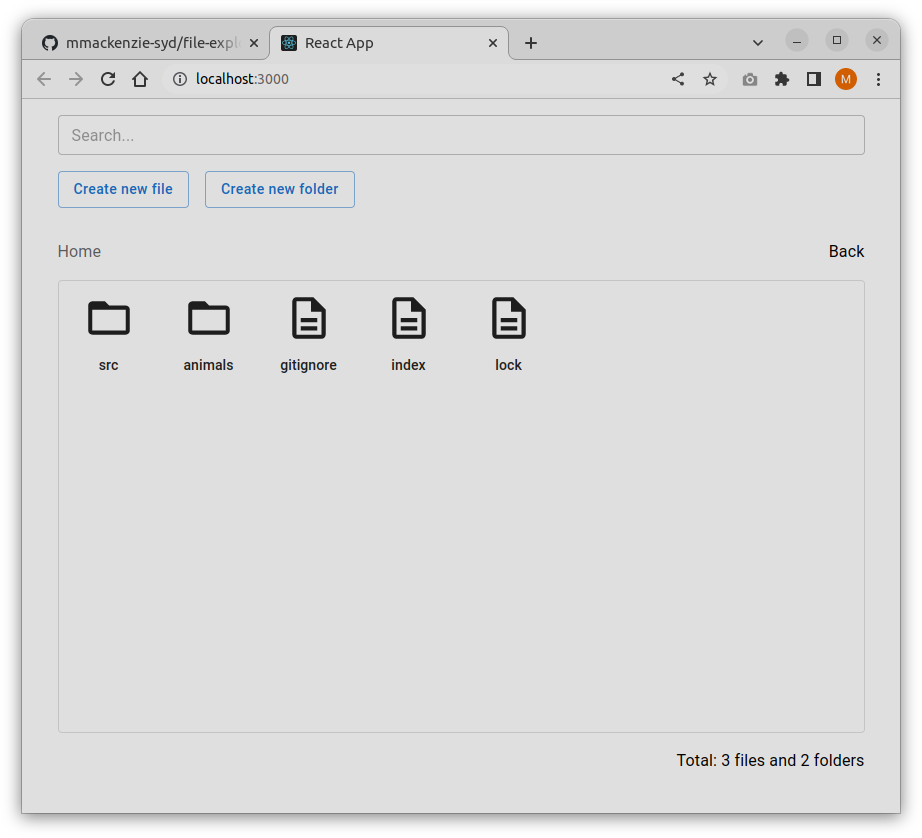 mmackenzie-syd/file-expl
React App
localhost:3000
M
Search...
Create new file
Create new folder
Home
Back
src
animals
gitignore
index
lock
Total: 3 files and 2 folders